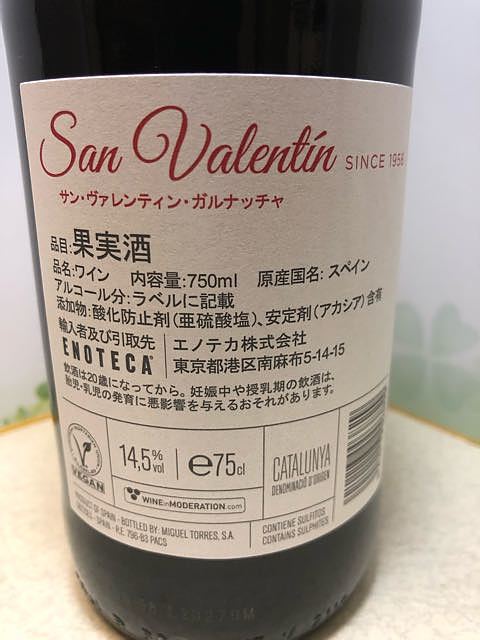 San Valentín SINCE 1956
サン・ヴァレンティン・ガルナッチャ
品目:果実酒
品名:ワイン 内容量:750ml 原産国名: スペイン
アルコール分:ラベルに記載
添加物:酸化防止剤(亜硫酸塩)、安定剤(アカシア)含有
輸入者及び引取先
ENOTECA
エノテカ株式会社
東京都港区南麻布5-14-15
飲酒は20歳になってから。妊娠中や授乳期の飲酒は、
胎児・乳児の発育に悪影響を与えるおそれがあります。
VEGAN
14,5% vol
e75cl
WINEinMODERATION.com
CATALUNYA
DENOMINACIÓ D'ORIGEN
PRODUCT OF SPAIN - BOTTLED BY: MIGUEL TORRES, S.A.
SPAIN - R.E. 796-B3 PACS
CONTIENE SULFITOS
CONTAINS SULPHITES